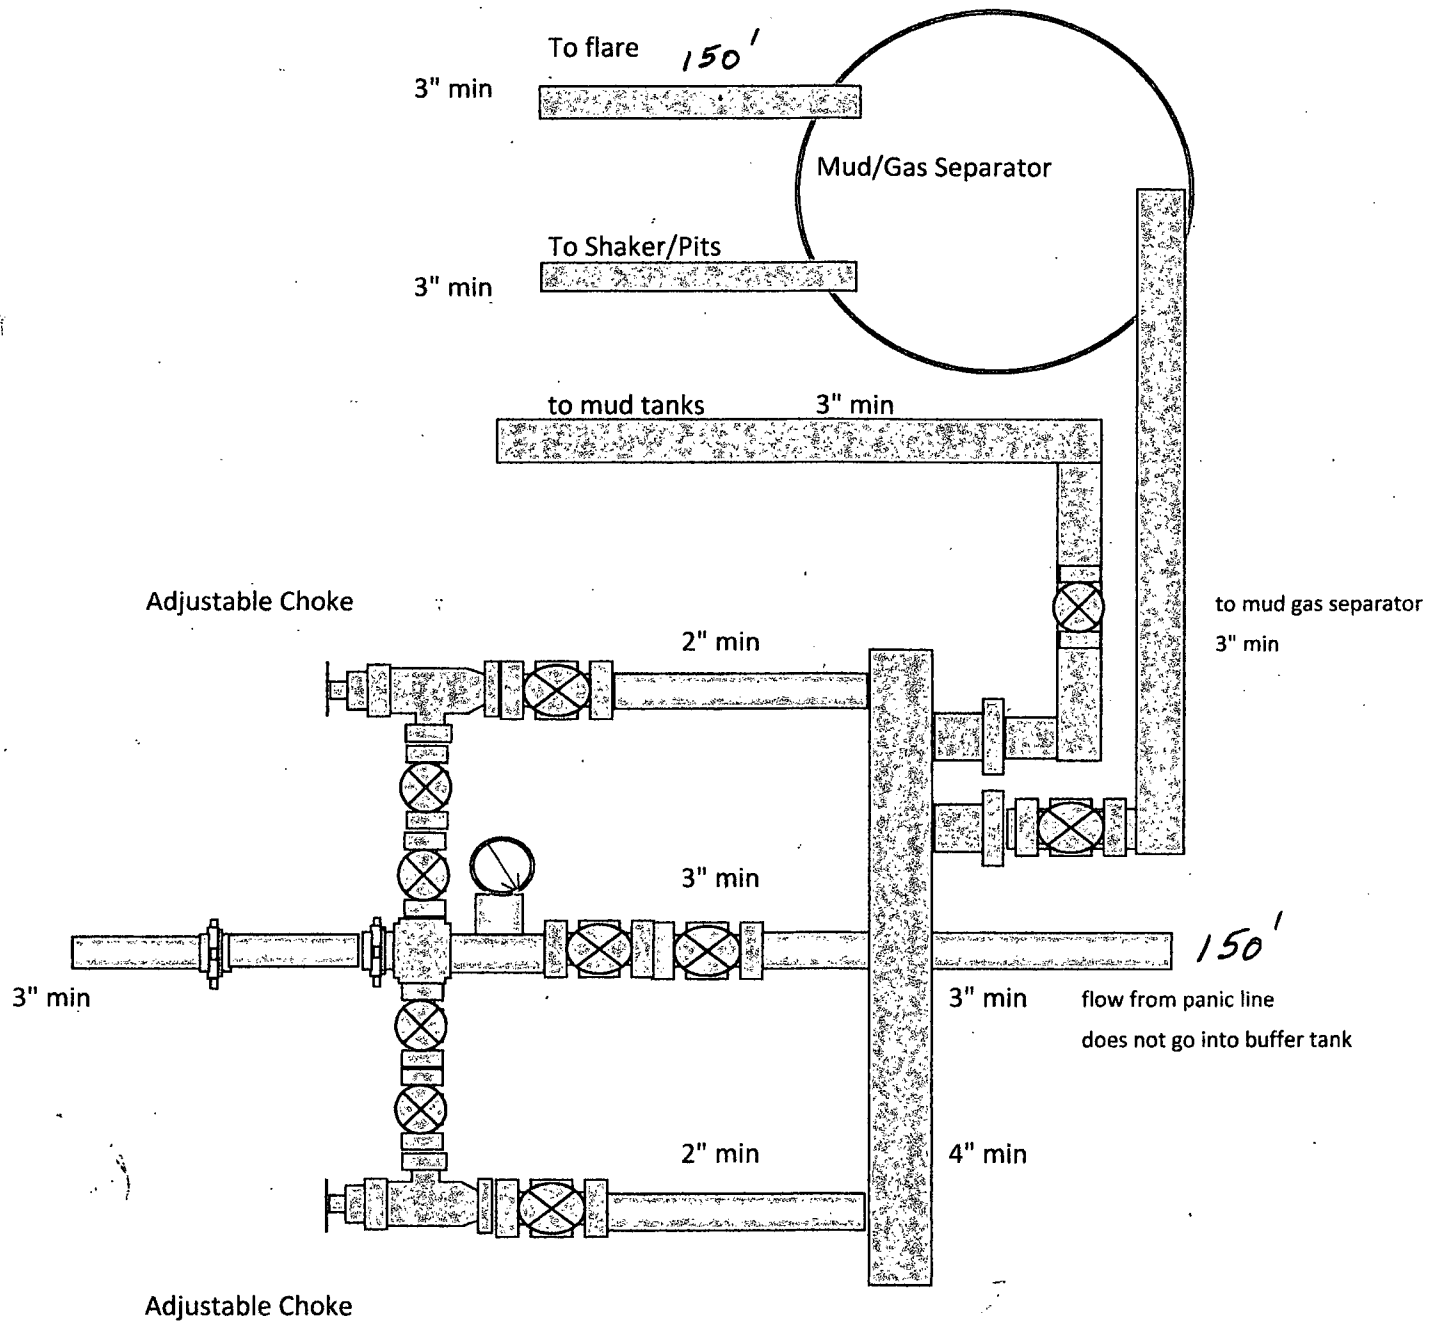 To flare 150'
3" min
Mud/Gas Separator
To Shaker/Pits
3" min
to mud tanks 3" min
Adjustable Choke
to mud gas separator
3" min
2" min
3" min
150'
3" min
3" min
flow from panic line
does not go into buffer tank
2" min
4" min
Adjustable Choke